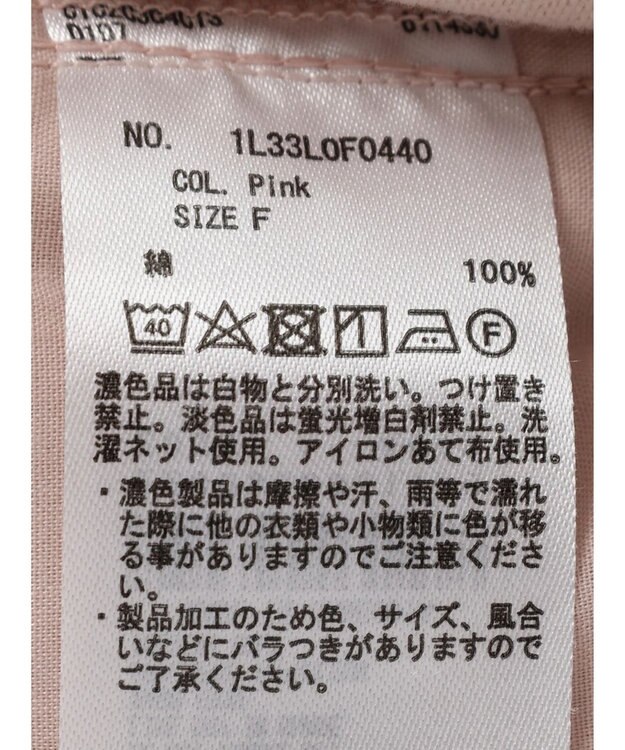 D107
NO. 1L33L0F0440
COL. Pink
SIZE F
綿 100%
40
F
濃色品は白物と分別洗い。つけ置き
禁止。淡色品は蛍光増白剤禁止。洗
濯ネット使用。アイロンあて布使用。
・濃色製品は摩擦や汗、雨等で濡れ
た際に他の衣類や小物類に色が移
る事がありますのでご注意くださ
い。
・製品加工のため色、サイズ、風合
いなどにバラつきがありますので
ご了承ください。